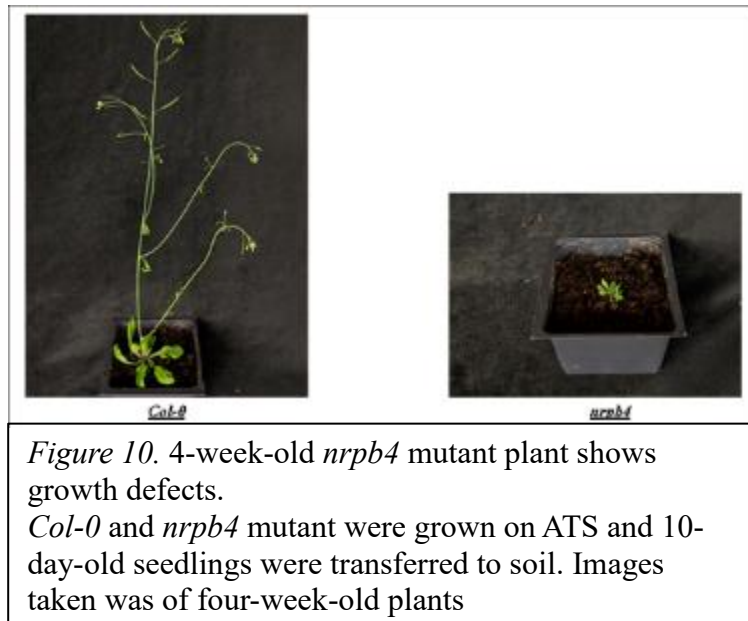 Col-0
nrpb4
Figure 10. 4-week-old nrpb4 mutant plant shows
growth defects.
Col-0 and nrpb4 mutant were grown on ATS and 10-
day-old seedlings were transferred to soil. Images
taken was of four-week-old plants